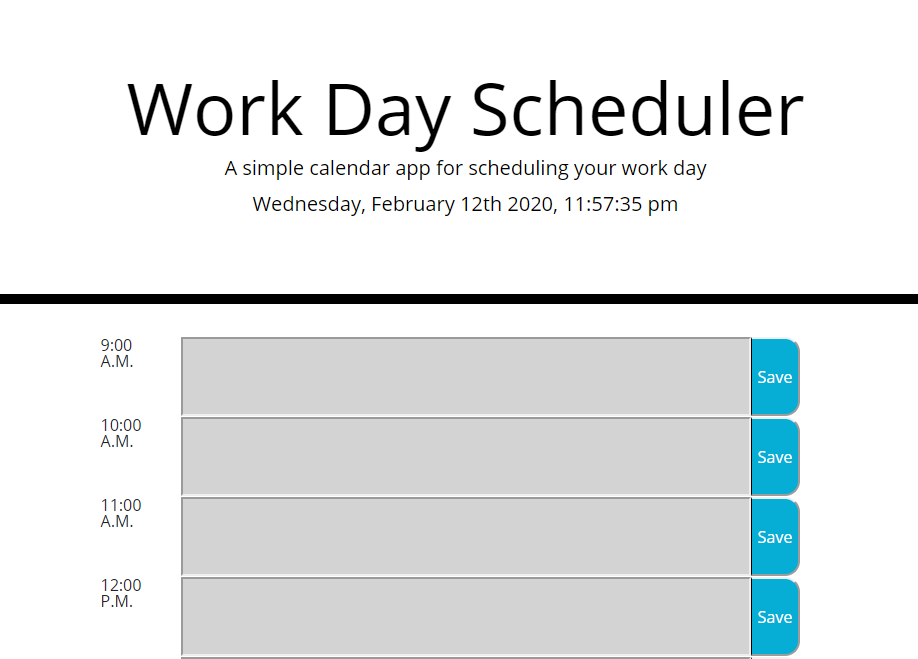 Work Day Scheduler
A simple calendar app for scheduling your work day
Wednesday, February 12th 2020, 11:57:35 pm
9:00
A.M.
Save
10:00
A.M.
Save
11:00
A.M.
Save
12:00
P.M.
Save